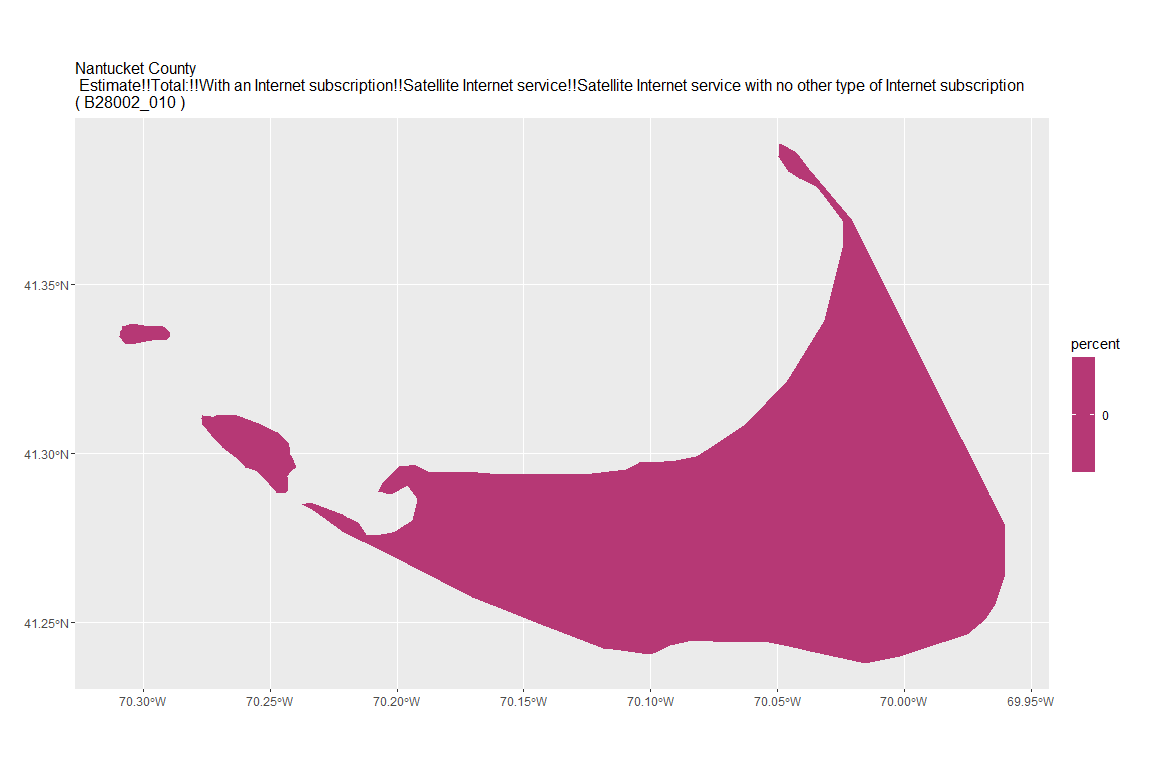 Nantucket County
Estimate!!Total:!!With an Internet subscription!!Satellite Internet service!!Satellite Internet service with no other type of Internet subscription
( B28002_010 )
41.35°N
41.30°N
41.25°N
70.30°W 70.25°W 70.20°W 70.15°W 70.10°W 70.05°W 70.00°W 69.95°W
percent
0